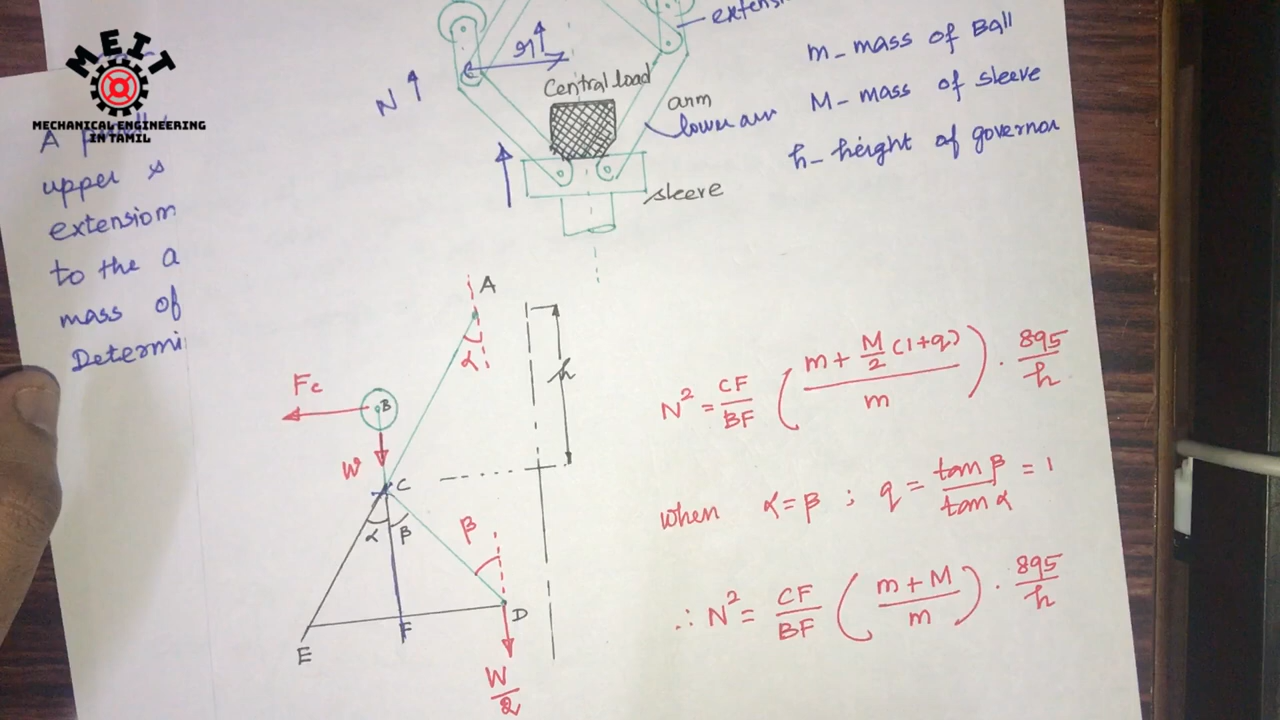 MEIT
MECHANICAL ENGINEERING
IN TAMIL
upper s
extension
to the a
mass of
Determi
N ↑
Central load
arm
lower arm
sleeve
m - mass of Ball
M - mass of sleeve
h - height of governor
A
α
h
Fc
B
W
C
α β
β
E
F
D
W/2
N² = CF/BF ( (m + M/2 (1+q)) / m ) · 895/h
when α = β ; q = tan β / tan α = 1
∴ N² = CF/BF ( (m + M) / m ) · 895/h